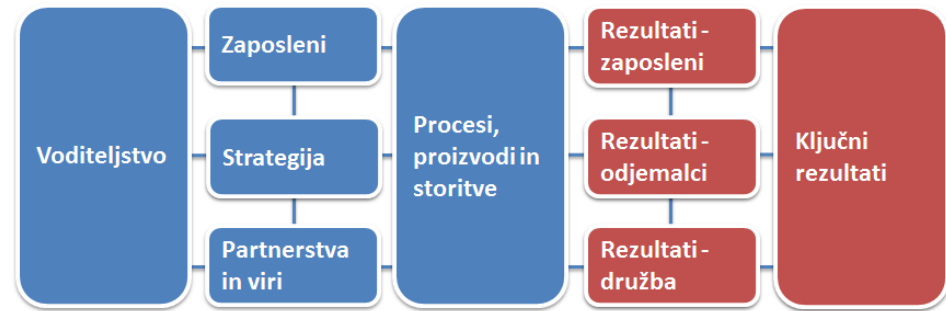 Voditeljstvo
Zaposleni
Strategija
Partnerstva
in viri
Procesi,
proizvodi in
storitve
Rezultati -
zaposleni
Rezultati -
odjemalci
Rezultati -
družba
Ključni
rezultati